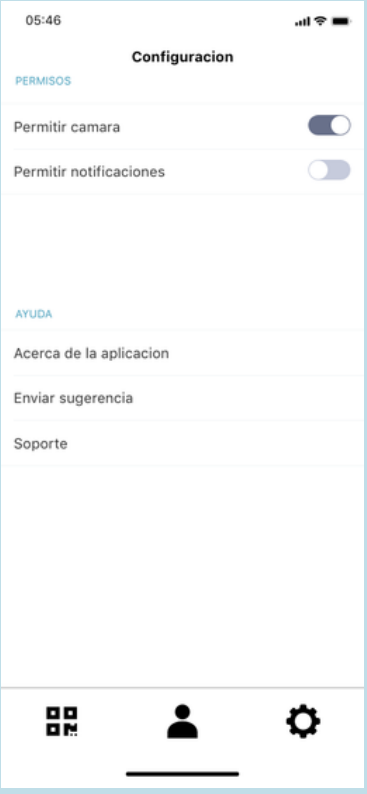 05:46
Configuracion
PERMISOS
Permitir camara
Permitir notificaciones
AYUDA
Acerca de la aplicacion
Enviar sugerencia
Soporte